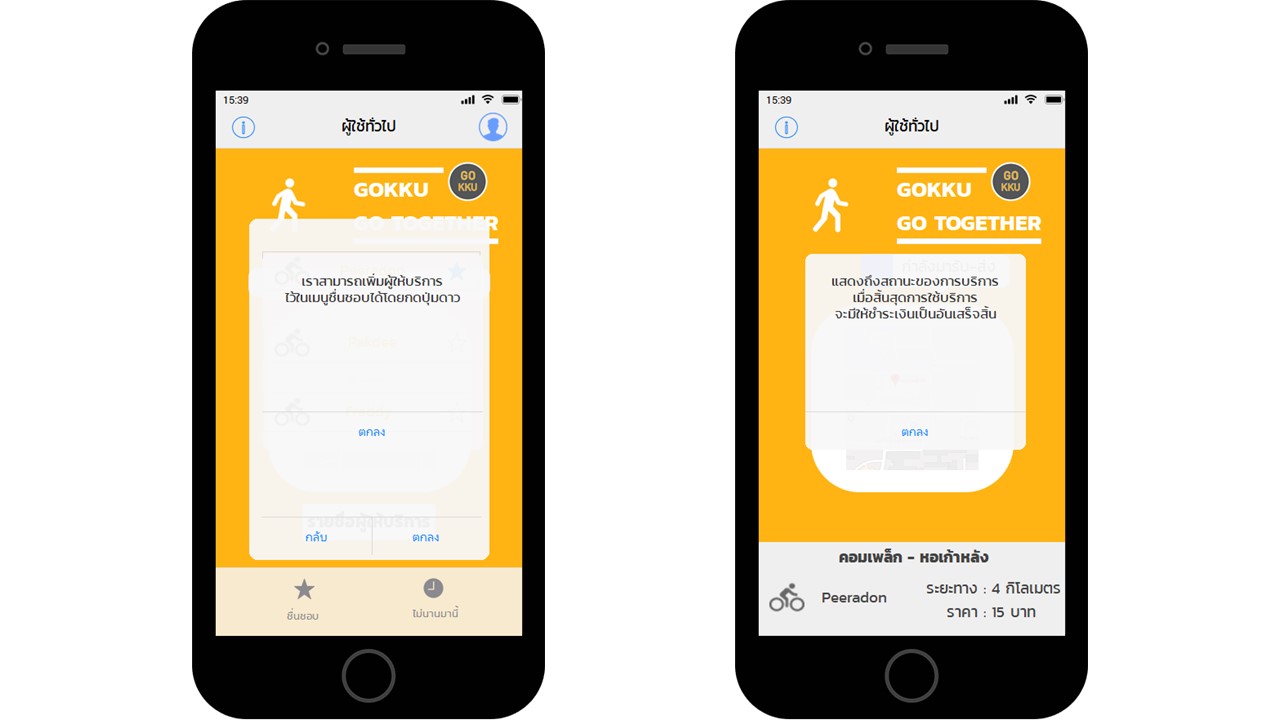 15:39
ผู้ใช้ทั่วไป
GOKKU
GO
KKU
GO TOGETHER
เราสามารถเพิ่มผู้ให้บริการ
ไว้ในเมนูชื่นชอบได้โดยกดปุ่มดาว
ตกลง
รายชื่อผู้ให้บริการ
กลับ
ตกลง
ชื่นชอบ
ไม่นานมานี้
15:39
ผู้ใช้ทั่วไป
GOKKU
GO
KKU
GO TOGETHER
กำลังมารับ-ส่ง
แสดงถึงสถานะของการบริการ
เมื่อสิ้นสุดการใช้บริการ
จะมีให้ชำระเงินเป็นอันเสร็จสิ้น
ตกลง
คอมเพล็ก - หอเก้าหลัง
Peeradon
ระยะทาง : 4 กิโลเมตร
ราคา : 15 บาท